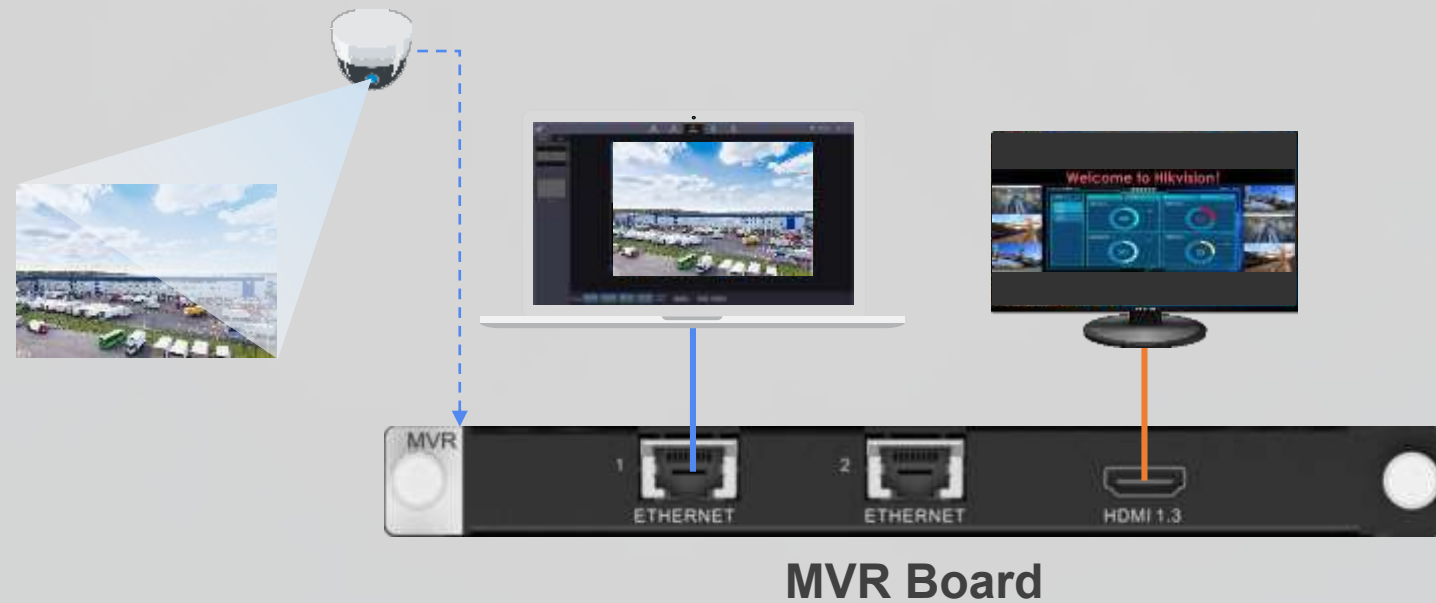 Welcome to Hikvision!
MVR
1
ETHERNET
2
ETHERNET
HDMI 1.3
MVR Board